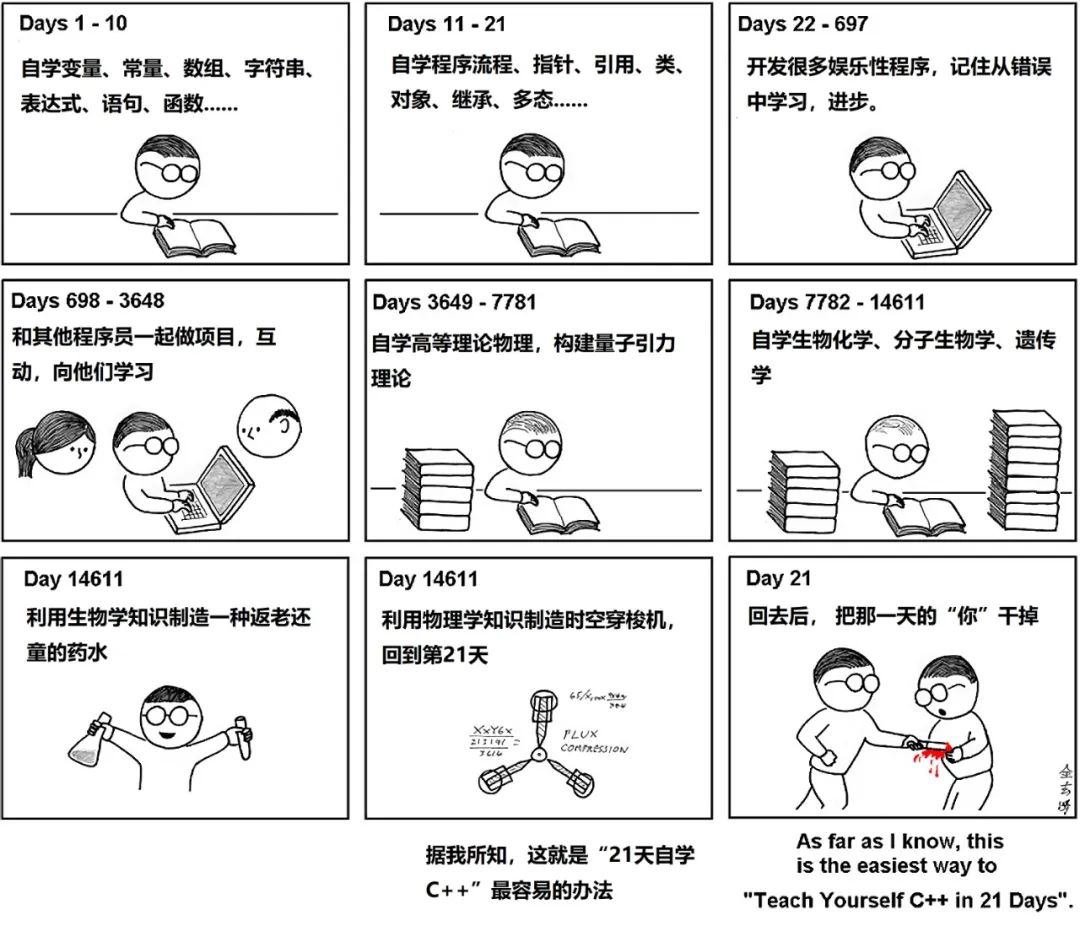 Days 1 - 10
自学变量、常量、数组、字符串、
表达式、语句、函数......
Days 11 - 21
自学程序流程、指针、引用、类、
对象、继承、多态......
Days 22 - 697
开发很多娱乐性程序，记住从错误
中学习，进步。
Days 698 - 3648
和其他程序员一起做项目，互
动，向他们学习
Days 3649 - 7781
自学高等理论物理，构建量子引力
理论
Days 7782 - 14611
自学生物化学、分子生物学、遗传
学
Day 14611
利用生物学知识制造一种返老还
童的药水
Day 14611
利用物理学知识制造时空穿梭机，
回到第21天
FLUX
COMPRESSION
Day 21
回去后， 把那一天的“你”干掉
据我所知，这就是“21天自学
C++”最容易的办法
As far as I know, this
is the easiest way to
"Teach Yourself C++ in 21 Days".